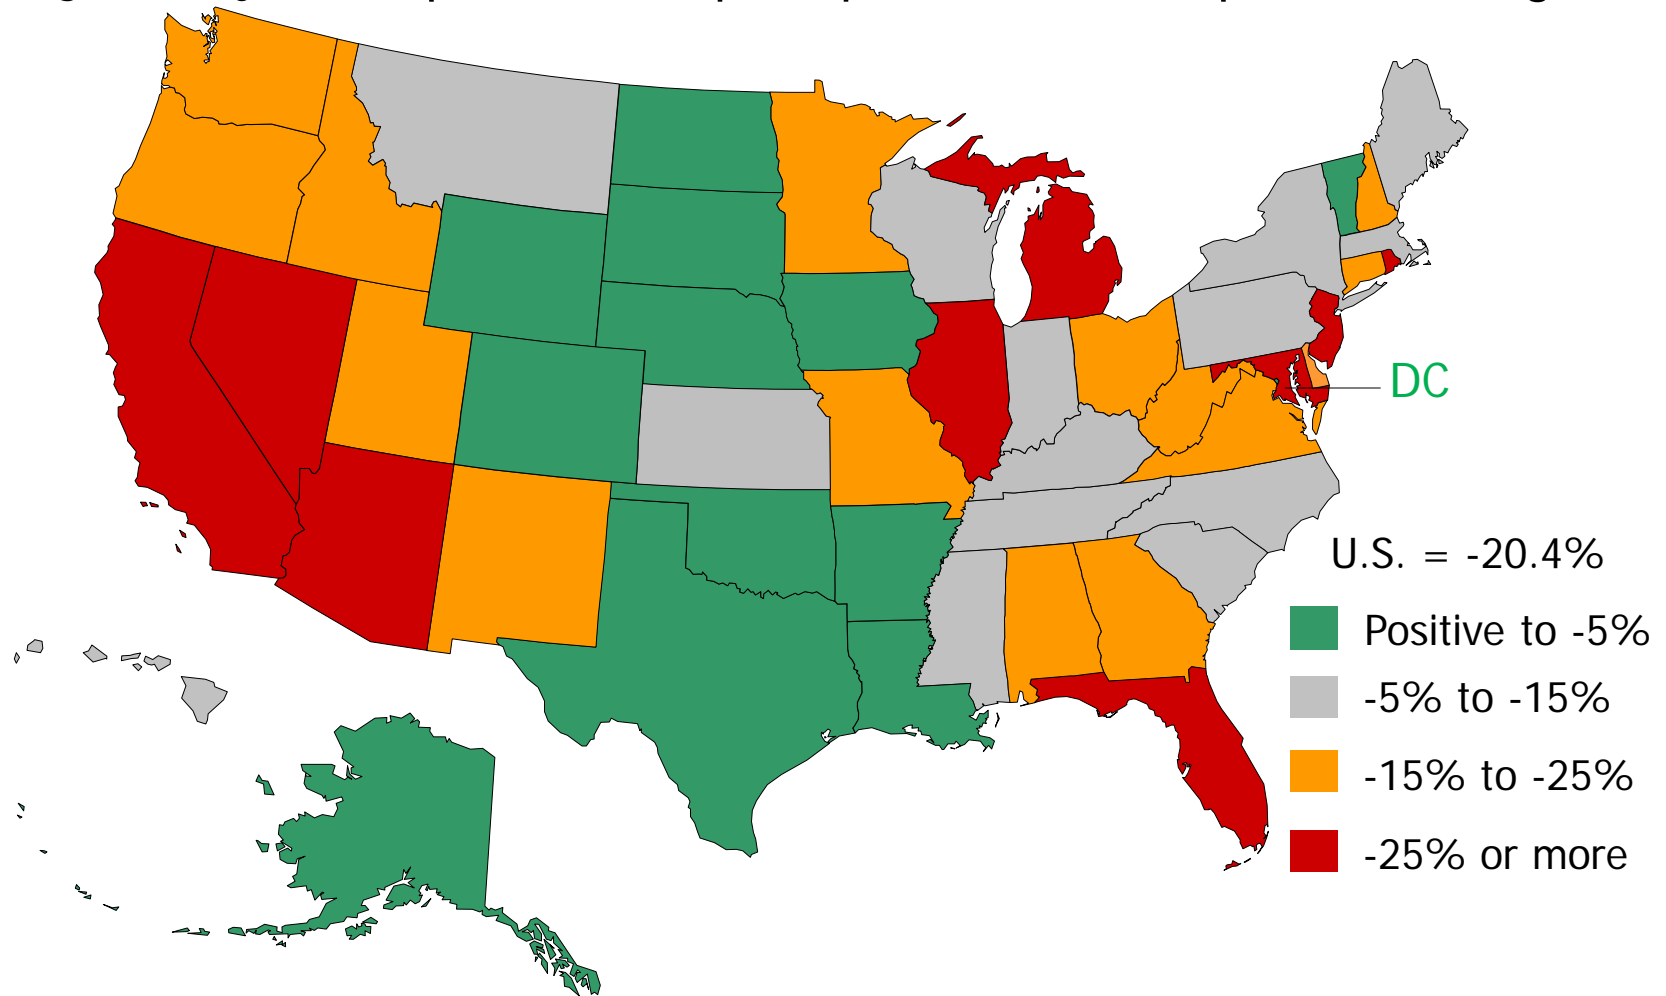 DC
U.S. = -20.4%
Positive to -5%
-5% to -15%
-15% to -25%
-25% or more